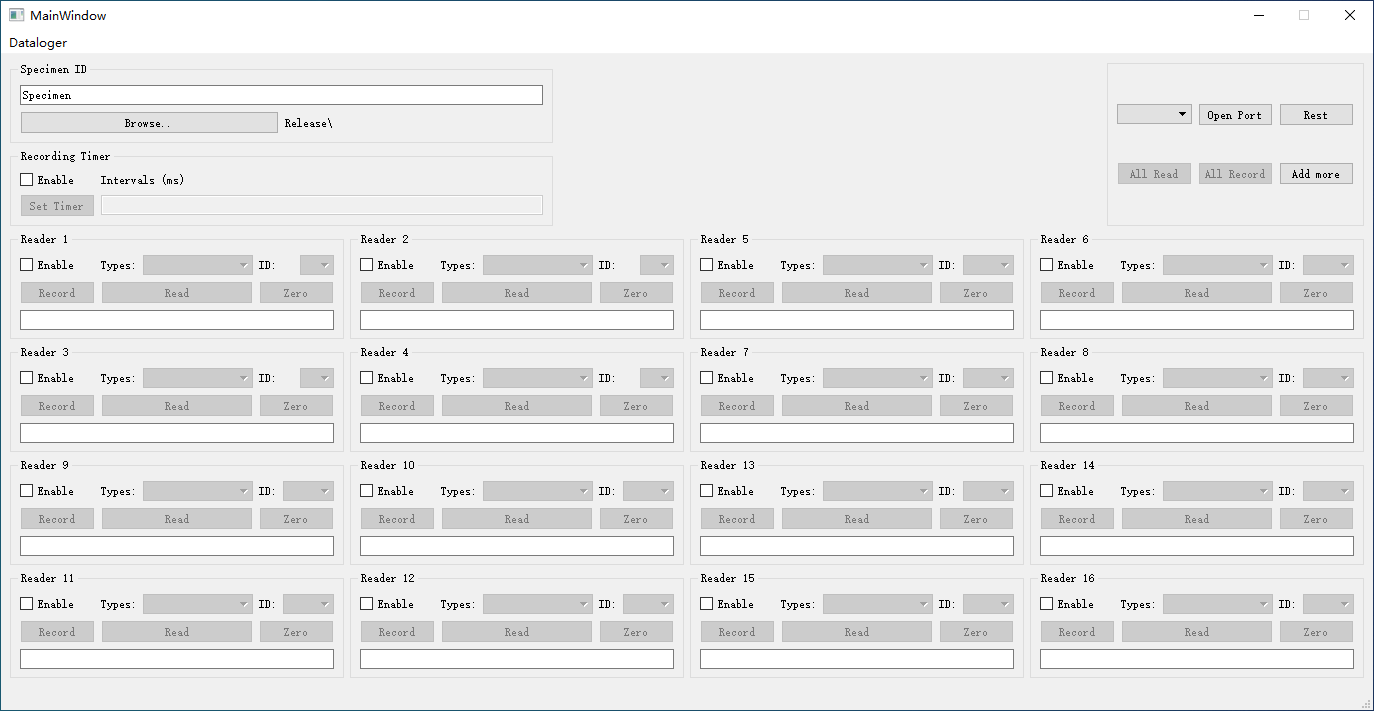 MainWindow
Dataloger
Specimen ID
Specimen
Browse.. Release\
Open Port Rest
Recording Timer
Enable Intervals (ms)
All Read All Record Add more
Set Timer
Reader 1 Reader 2 Reader 5 Reader 6
Enable Types: ID: Enable Types: ID: Enable Types: ID: Enable Types: ID:
Record Read Zero Record Read Zero Record Read Zero Record Read Zero
Reader 3 Reader 4 Reader 7 Reader 8
Enable Types: ID: Enable Types: ID: Enable Types: ID: Enable Types: ID:
Record Read Zero Record Read Zero Record Read Zero Record Read Zero
Reader 9 Reader 10 Reader 13 Reader 14
Enable Types: ID: Enable Types: ID: Enable Types: ID: Enable Types: ID:
Record Read Zero Record Read Zero Record Read Zero Record Read Zero
Reader 11 Reader 12 Reader 15 Reader 16
Enable Types: ID: Enable Types: ID: Enable Types: ID: Enable Types: ID:
Record Read Zero Record Read Zero Record Read Zero Record Read Zero